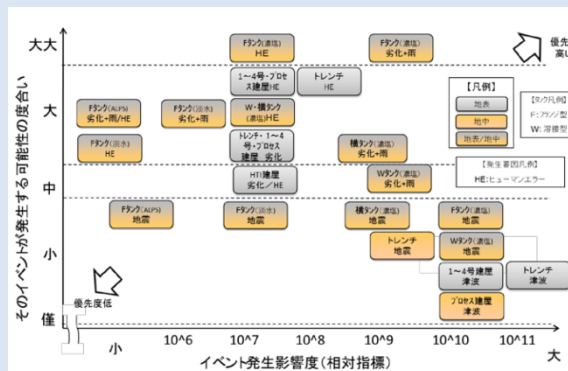 大大
大
中
小
僅
そのイベントが発生する可能性の度合い
Fタンク(濃塩)
HE
Fタンク(濃塩)
劣化+雨
優先
高い
1～4号・プロセ
ス建屋HE
トレンチ
HE
Fタンク(ALPS)
劣化+雨/HE
Fタンク(淡水)
劣化+雨
W・横タンク
(濃塩)HE
Fタンク(淡水)
HE
トレンチ・1～4
号・プロセス
建屋 劣化
横タンク(濃塩)
劣化+雨
HTI建屋
劣化／HE
Wタンク(濃塩)
劣化+雨
Fタンク(ALPS)
地震
Fタンク(淡水)
地震
横タンク(濃塩)
地震
Fタンク(濃塩)
地震
トレンチ
地震
Wタンク(濃塩)
地震
1～4号建屋
津波
トレンチ
津波
プロセス建屋
津波
【凡例】
地表
地中
地表/地中
【タンク凡例】
F:フランジ型
W:溶接型
【発生要因凡例】
HE:ヒューマンエラー
優先度低
小
10^6
10^7
10^8
10^9
10^10
10^11
大
イベント発生影響度(相対指標)